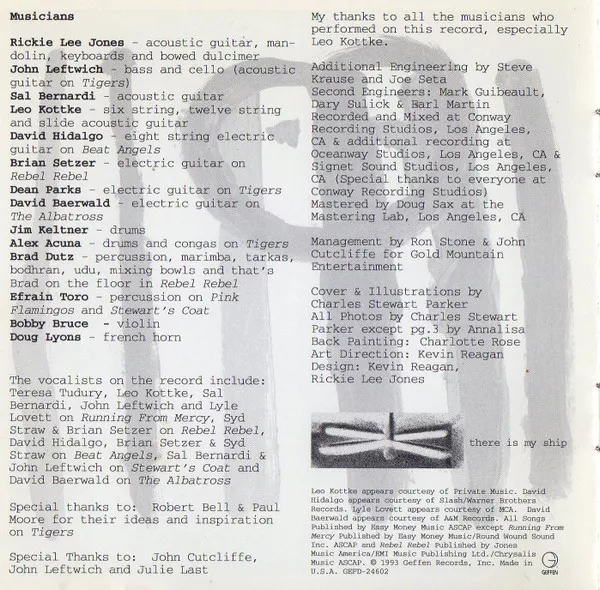 Musicians
Rickie Lee Jones - acoustic guitar, man-
dolin, keyboards and bowed dulcimer
John Leftwich - bass and cello (acoustic
guitar on Tigers)
Sal Bernardi - acoustic guitar
Leo Kottke - six string, twelve string
and slide acoustic guitar
David Hidalgo - eight string electric
guitar on Beat Angels
Brian Setzer - electric guitar on
Rebel Rebel
Dean Parks - electric guitar on Tigers
David Baerwald - electric guitar on
The Albatross
Jim Keltner - drums
Alex Acuna - drums and congas on Tigers
Brad Dutz - percussion, marimba, tarkas,
bodhran, udu, mixing bowls and that's
Brad on the floor in Rebel Rebel
Efrain Toro - percussion on Pink
Flamingos and Stewart's Coat
Bobby Bruce - violin
Doug Lyons - french horn
The vocalists on the record include:
Teresa Tudury, Leo Kottke, Sal
Bernardi, John Leftwich and Lyle
Lovett on Running From Mercy, Syd
Straw & Brian Setzer on Rebel Rebel,
David Hidalgo, Brian Setzer & Syd
Straw on Beat Angels, Sal Bernardi &
John Leftwich on Stewart's Coat and
David Baerwald on The Albatross
Special thanks to: Robert Bell & Paul
Moore for their ideas and inspiration
on Tigers
Special Thanks to: John Cutcliffe,
John Leftwich and Julie Last
My thanks to all the musicians who
performed on this record, especially
Leo Kottke.
Additional Engineering by Steve
Krause and Joe Seta
Second Engineers: Mark Guibeault,
Dary Sulick & Earl Martin
Recorded and Mixed at Conway
Recording Studios, Los Angeles,
CA & additional recording at
Oceanway Studios, Los Angeles, CA &
Signet Sound Studios, Los Angeles,
CA (Special thanks to everyone at
Conway Recording Studios)
Mastered by Doug Sax at the
Mastering Lab, Los Angeles, CA
Management by Ron Stone & John
Cutcliffe for Gold Mountain
Entertainment
Cover & Illustrations by
Charles Stewart Parker
All Photos by Charles Stewart
Parker except pg.3 by Annalisa
Back Painting: Charlotte Rose
Art Direction: Kevin Reagan
Design: Kevin Reagan,
Rickie Lee Jones
there is my ship
Leo Kottke appears courtesy of Private Music. David
Hidalgo appears courtesy of Slash/Warner Brothers
Records. Lyle Lovett appears courtesy of MCA. David
Baerwald appears courtesy of A&M Records. All Songs
Published by Easy Money Music ASCAP except Running From
Mercy Published by Easy Money Music/Round Wound Sound
Inc. ASCAP and Rebel Rebel Published by Jones
Music America/EMI Music Publishing Ltd./Chrysalis
Music ASCAP. © 1993 Geffen Records, Inc. Made in
U.S.A. GEFD-24602
GEFFEN